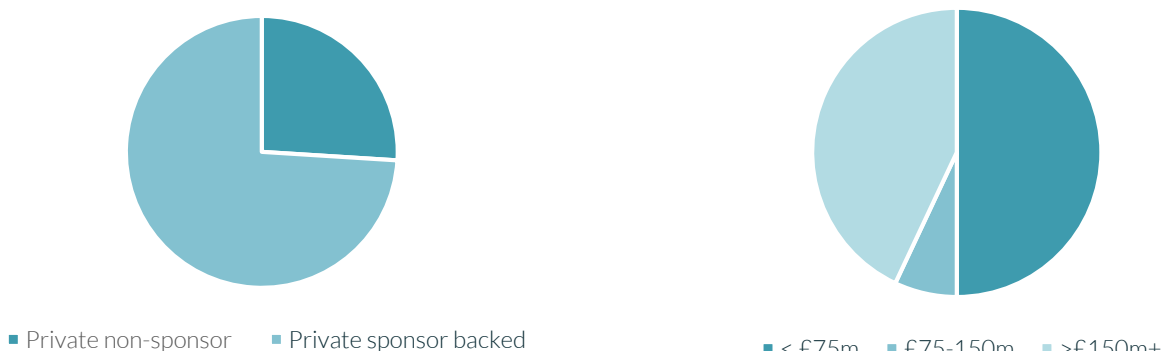 Private non-sponsor
Private sponsor backed
< £75m
£75-150m
>£150m+